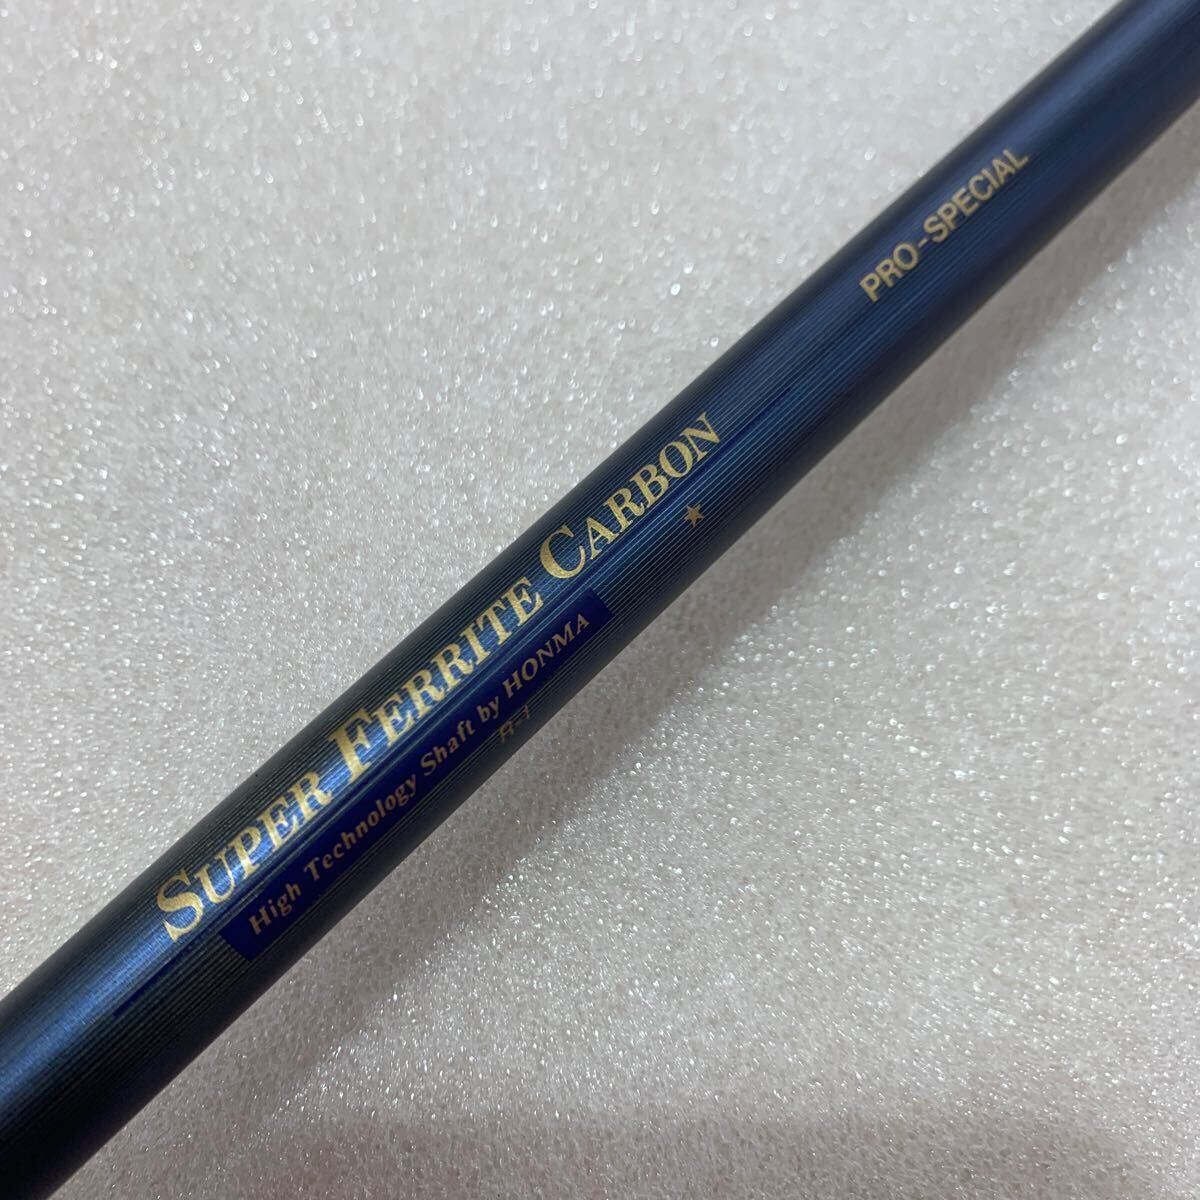 SUPER FERRITE CARBON
High Technology Shaft by HONMA
R-1
PRO-SPECIAL